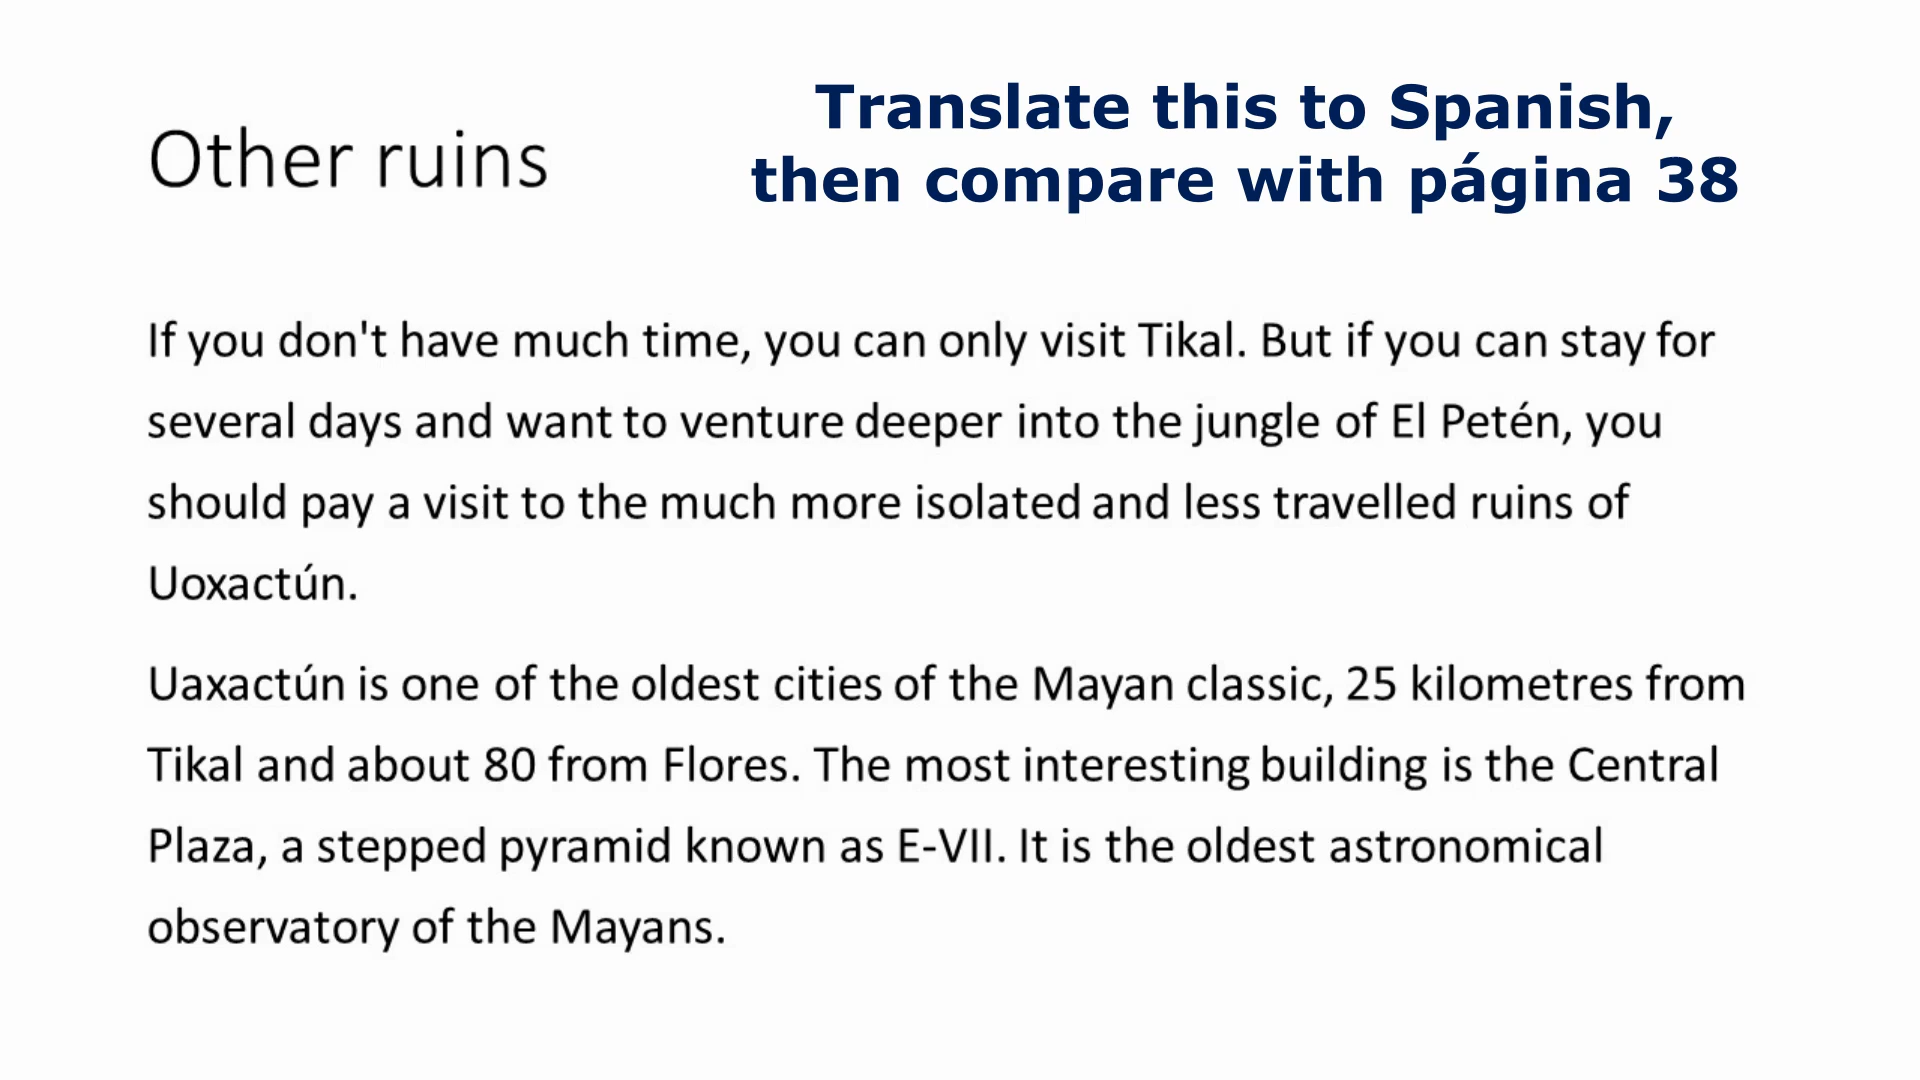 Other ruins
Translate this to Spanish,
then compare with página 38
If you don't have much time, you can only visit Tikal. But if you can stay for
several days and want to venture deeper into the jungle of El Petén, you
should pay a visit to the much more isolated and less travelled ruins of
Uoxactún.
Uaxactún is one of the oldest cities of the Mayan classic, 25 kilometres from
Tikal and about 80 from Flores. The most interesting building is the Central
Plaza, a stepped pyramid known as E-VII. It is the oldest astronomical
observatory of the Mayans.